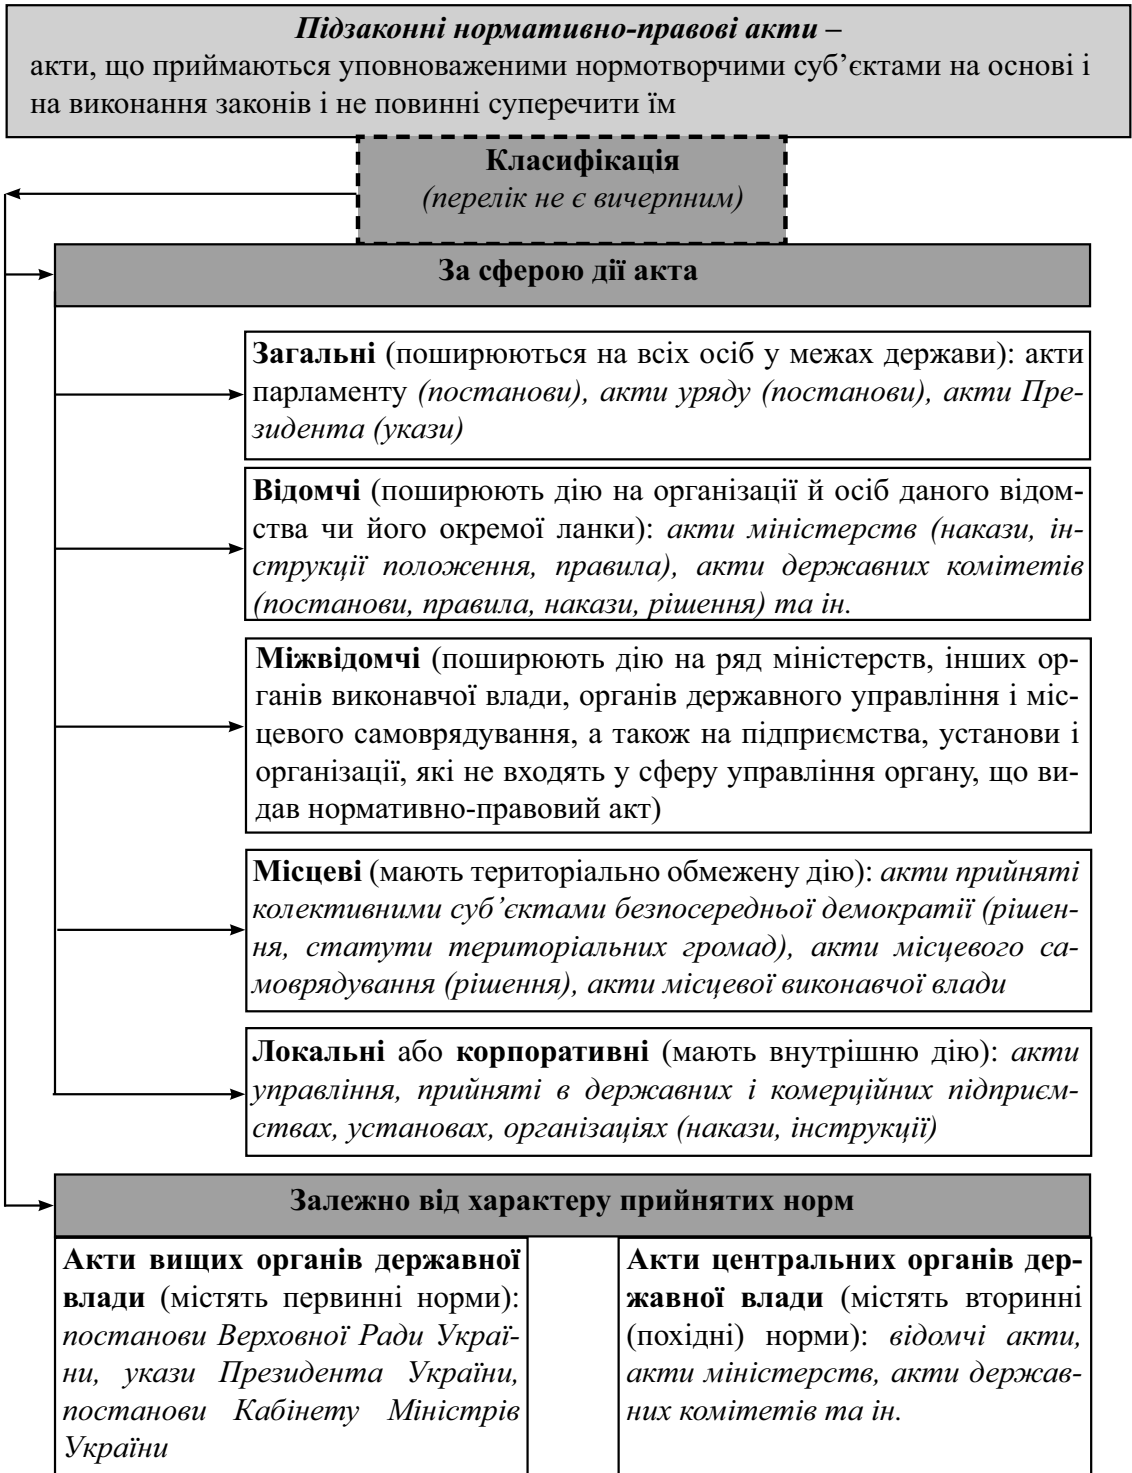 Підзаконні нормативно-правові акти –
акти, що приймаються уповноваженими нормотворчими суб’єктами на основі і
на виконання законів і не повинні суперечити їм
Класифікація
(перелік не є вичерпним)
За сферою дії акта
Загальні (поширюються на всіх осіб у межах держави): акти
парламенту (постанови), акти уряду (постанови), акти Пре-
зидента (укази)
Відомчі (поширюють дію на організації й осіб даного відом-
ства чи його окремої ланки): акти міністерств (накази, ін-
струкції положення, правила), акти державних комітетів
(постанови, правила, накази, рішення) та ін.
Міжвідомчі (поширюють дію на ряд міністерств, інших ор-
ганів виконавчої влади, органів державного управління і міс-
цевого самоврядування, а також на підприємства, установи і
організації, які не входять у сферу управління органу, що ви-
дав нормативно-правовий акт)
Місцеві (мають територіально обмежену дію): акти прийняті
колективними суб’єктами безпосередньої демократії (рішен-
ня, статути територіальних громад), акти місцевого са-
моврядування (рішення), акти місцевої виконавчої влади
Локальні або корпоративні (мають внутрішню дію): акти
управління, прийняті в державних і комерційних підприєм-
ствах, установах, організаціях (накази, інструкції)
Залежно від характеру прийнятих норм
Акти вищих органів державної
влади (містять первинні норми):
постанови Верховної Ради Украї-
ни, укази Президента України,
постанови Кабінету Міністрів
України
Акти центральних органів дер-
жавної влади (містять вторинні
(похідні) норми): відомчі акти,
акти міністерств, акти держав-
них комітетів та ін.